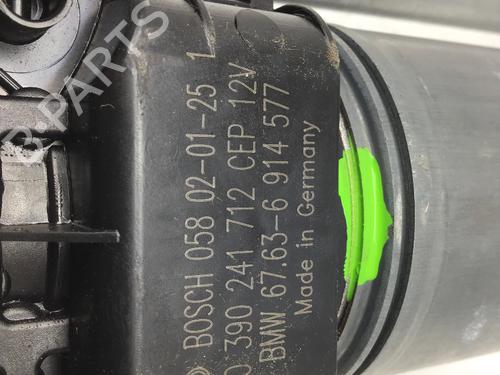 BOSCH 058 02-01-25 1
0 390 241 712 CEP 12V
BMW 67.63-6 914 577
Made in Germany
B-PARTS